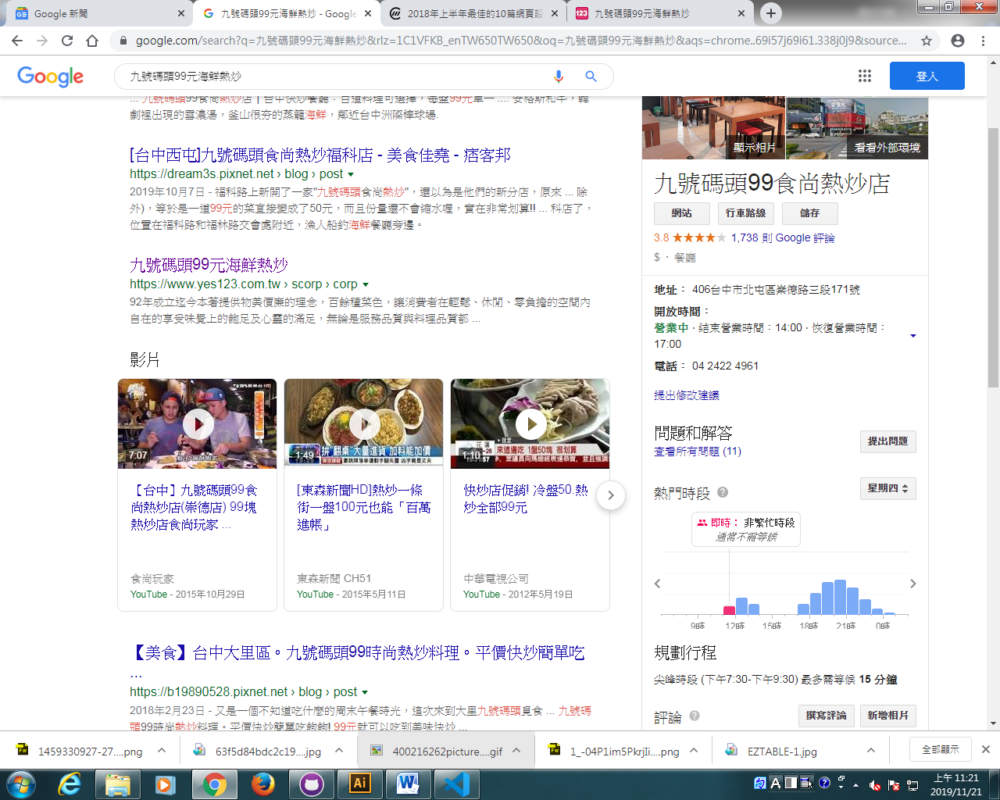 Google 新聞
九號碼頭99元海鮮熱炒 - Google
2018年上半年最佳的10篇網頁設
九號碼頭99元海鮮熱炒
google.com/search?q=九號碼頭99元海鮮熱炒&rlz=1C1VFKB_enTW650TW650&oq=九號碼頭99元海鮮熱炒&aqs=chrome..69i57j69i61.338j0j9&source...
Google
九號碼頭99元海鮮熱炒
登入
... 九號碼頭99食尚熱炒店 | 台中快炒餐廳．百道料理可選擇，每盤99元單一 .... 安格斯和牛，韓
劇裡出現的雪濃湯，釜山很夯的蒸籠海鮮，鄰近台中洲際棒球場.
[台中西屯]九號碼頭食尚熱炒福科店 - 美食佳堯 - 痞客邦
https://dream3s.pixnet.net › blog › post
2019年10月7日 - 福科路上新開了一家"九號碼頭食尚熱炒"，還以為是他們的新分店，原來 ... 除
外)，等於是一道99元的菜直接變成了50元，而且份量還不會縮水喔，實在非常划算!! ... 科店了，
位置在福科路和福林路交會處附近，漁人船釣海鮮餐廳旁邊。
九號碼頭99元海鮮熱炒
https://www.yes123.com.tw › scorp › corp
92年成立迄今本著提供物美價廉的理念，百餘種菜色，讓消費者在輕鬆、休閒、零負擔的空間內
自在的享受味覺上的飽足及心靈的滿足，無論是服務品質與料理品質都 ...
影片
7:07
【台中】九號碼頭99食
尚熱炒店(崇德店) 99塊
熱炒店食尚玩家 ...
食尚玩家
YouTube - 2015年10月29日
拼"翻桌"大量進貨 加料能加價
1:49
[東森新聞HD]熱炒一條
街一盤100元也能「百萬
進帳」
東森新聞 CH51
YouTube - 2015年5月11日
花蓮
來這邊吃 1盤50塊 很划算
1:10
快炒店促銷! 冷盤50.熱
炒全部99元
中華電視公司
YouTube - 2012年5月19日
【美食】台中大里區。九號碼頭99時尚熱炒料理。平價快炒簡單吃
...
https://b19890528.pixnet.net › blog › post
2018年2月23日 - 又是一個不知道吃什麼的周末午餐時光，這次來到大里九號碼頭覓食 ... 九號碼
頭99時尚熱炒料理。平價快炒簡單吃飽飽! 99元就可以吃到美味快炒 ...
顯示相片
看看外部環境
九號碼頭99食尚熱炒店
網站
行車路線
儲存
3.8
1,738 則 Google 評論
$ · 餐廳
地址： 406台中市北屯區崇德路三段171號
開放時間：
營業中 · 結束營業時間：14:00 · 恢復營業時間：
17:00
電話： 04 2422 4961
提出修改建議
問題和解答
查看所有問題 (11)
提出問題
熱門時段
星期四
即時： 非繁忙時段
通常不需等候
9時 12時 15時 18時 21時 0時
規劃行程
尖峰時段 (下午7:30-下午9:30) 最多需等候 15 分鐘
評論
撰寫評論
新增相片
1459330927-27....png
63f5d84bdc2c19....jpg
400216262picture....gif
1_-04P1im5PkrjIi....png
EZTABLE-1.jpg
全部顯示
Ai
上午 11:21
2019/11/21